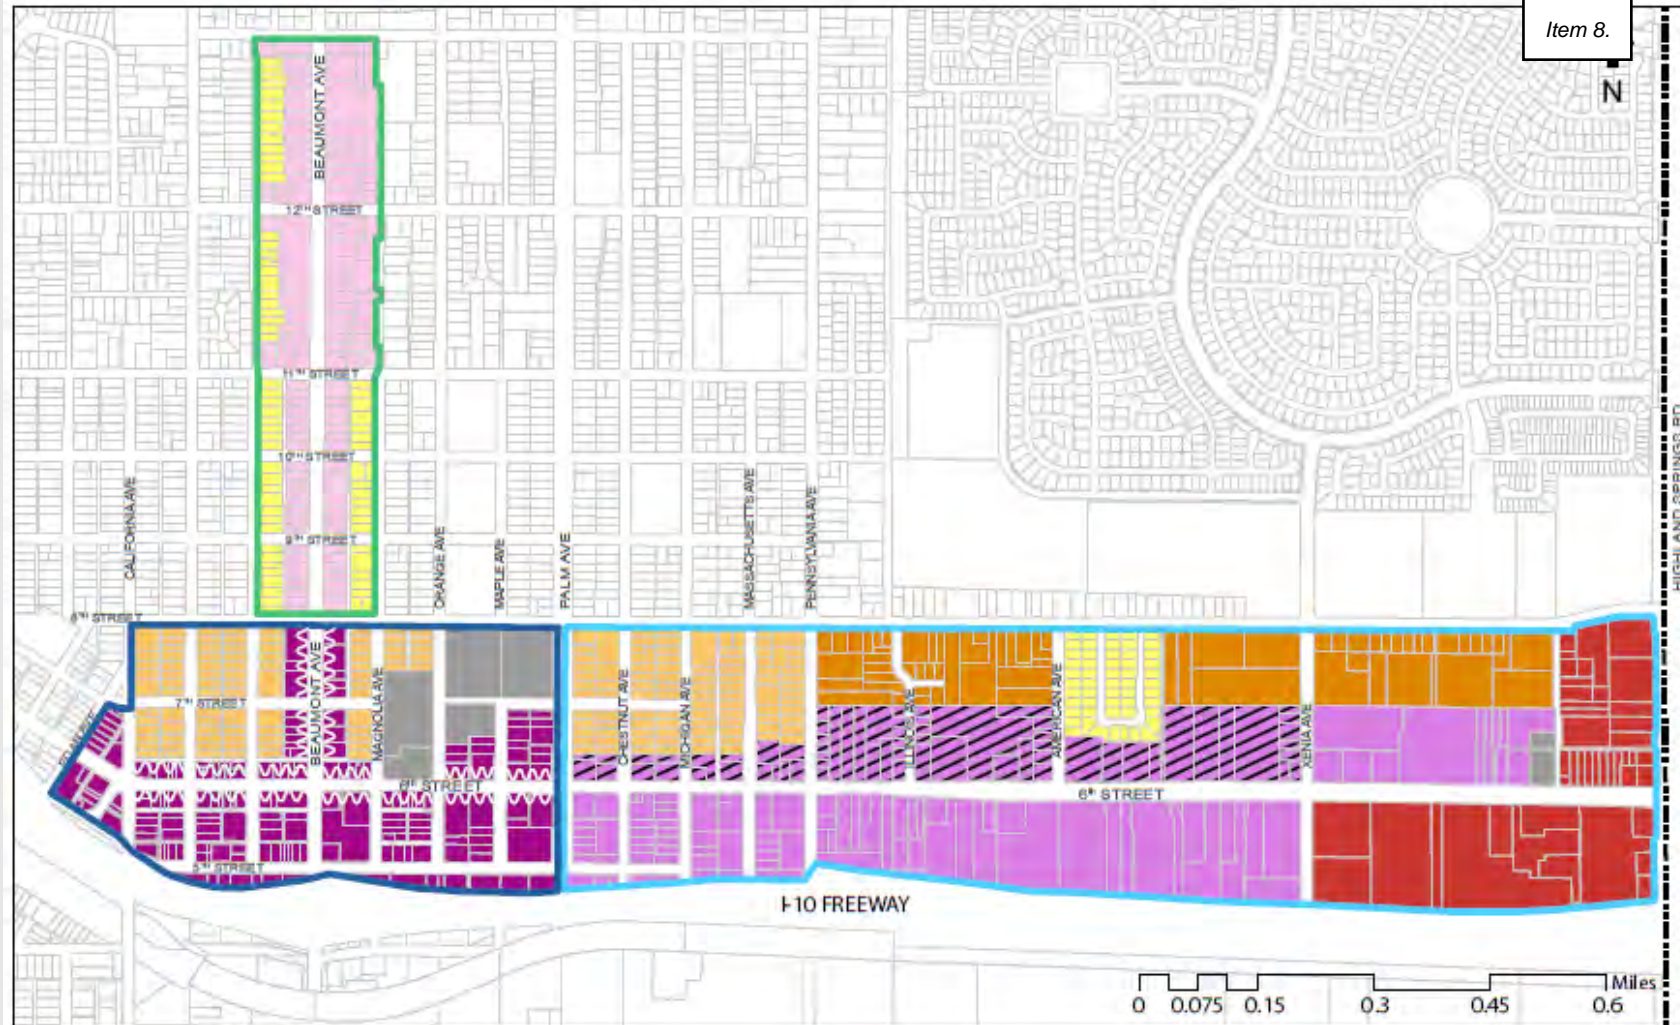 Item 8.
N
BEAUMONT AVE
12TH STREET
11TH STREET
10TH STREET
9TH STREET
CALIFORNIA AVE
ORANGE AVE
MAPLE AVE
PALM AVE
MASSACHUSETTS AVE
PENNSYLVANIA AVE
HIGHLAND SPRINGS RD
8TH STREET
7TH STREET
BEAUMONT AVE
MAGNOLIA AVE
CHESTNUT AVE
MICHIGAN AVE
ILLINOIS AVE
AMERICAN AVE
XENIA AVE
6th STREET
6th STREET
5TH STREET
I-10 FREEWAY
Miles
0 0.075 0.15 0.3 0.45 0.6